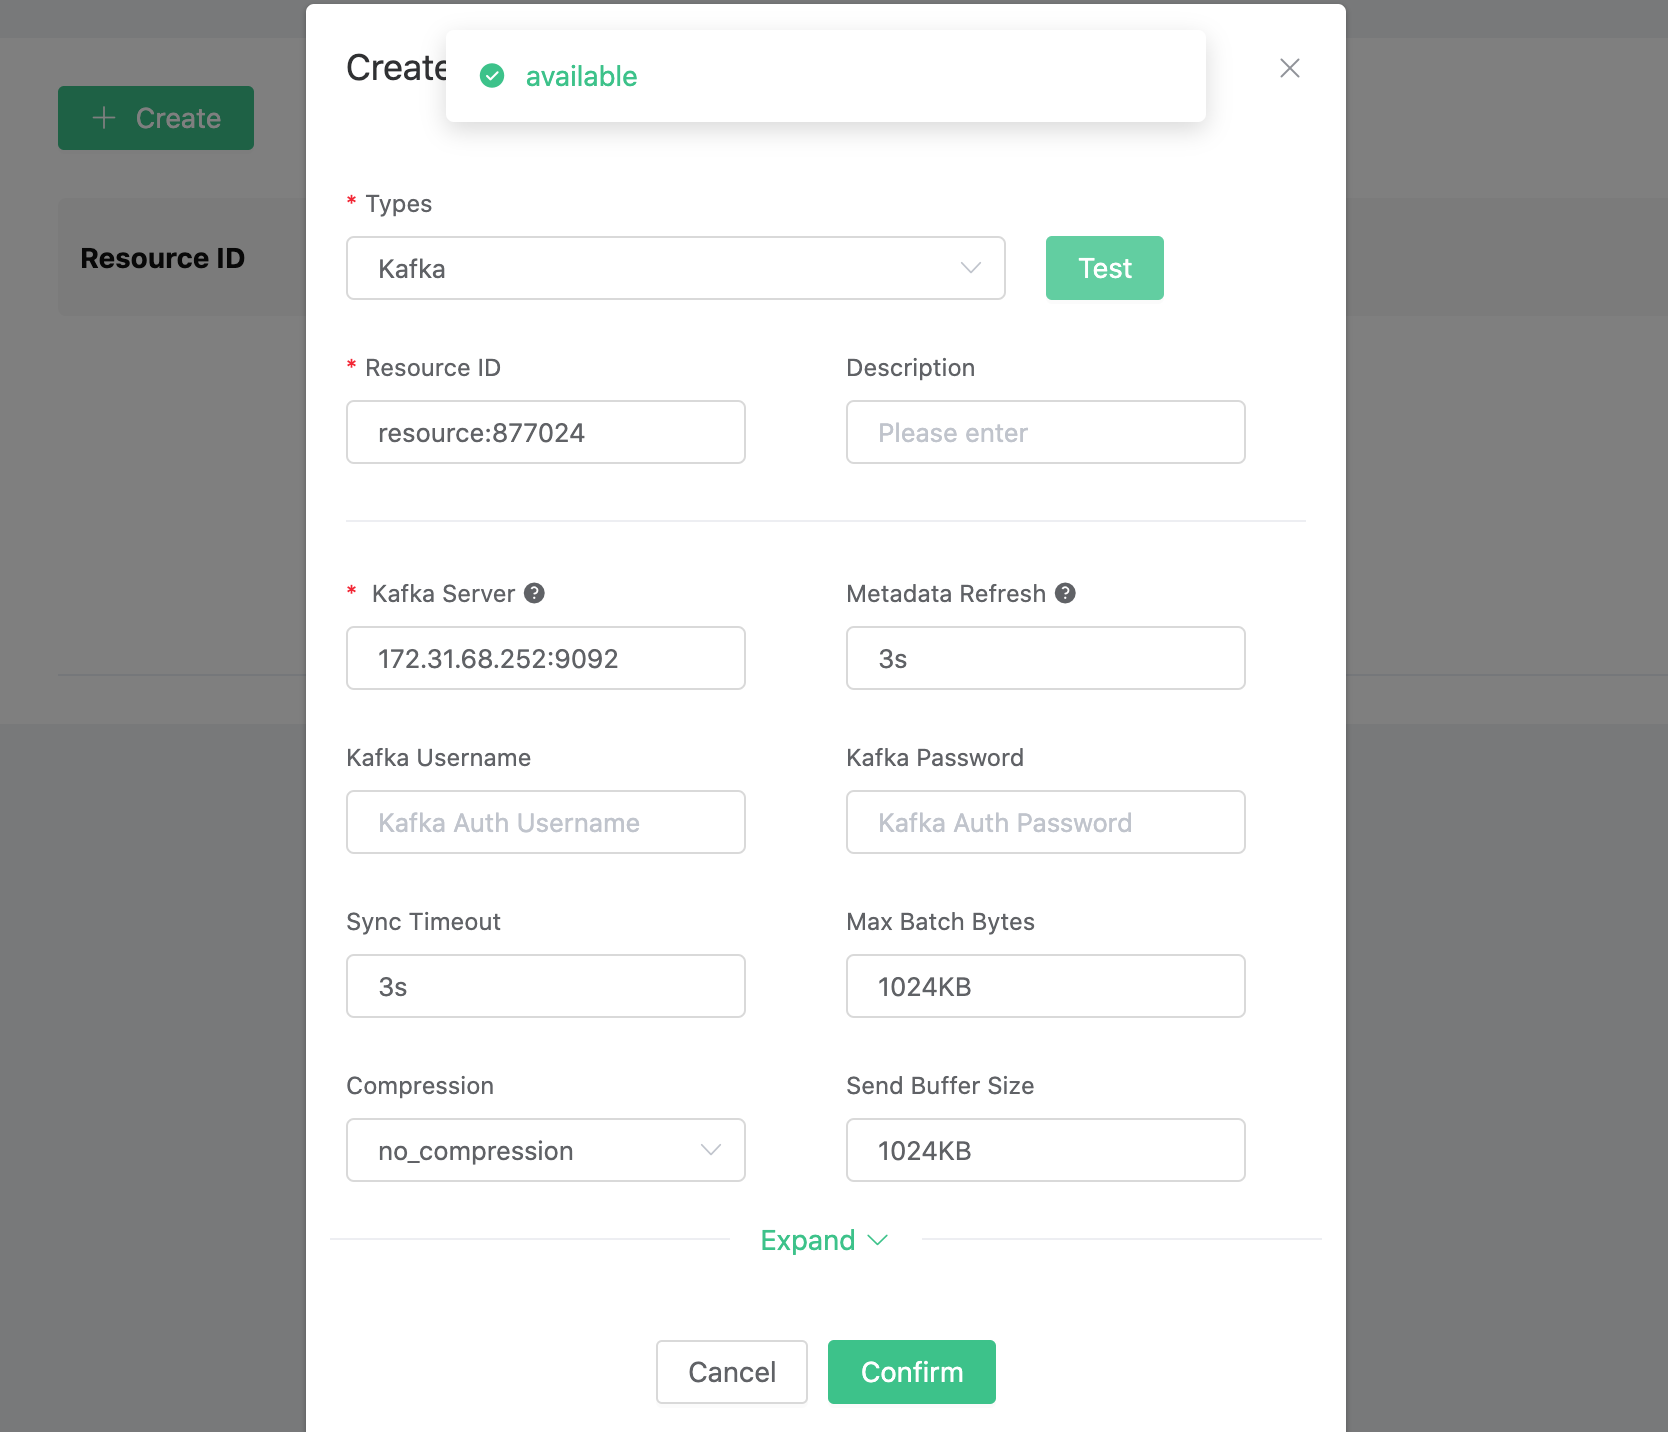 Create
available
Create
Resource ID
* Types
Kafka
Test
* Resource ID
Description
resource:877024
Please enter
* Kafka Server ?
Metadata Refresh ?
172.31.68.252:9092
3s
Kafka Username
Kafka Password
Kafka Auth Username
Kafka Auth Password
Sync Timeout
Max Batch Bytes
3s
1024KB
Compression
Send Buffer Size
no_compression
1024KB
Expand
Cancel
Confirm